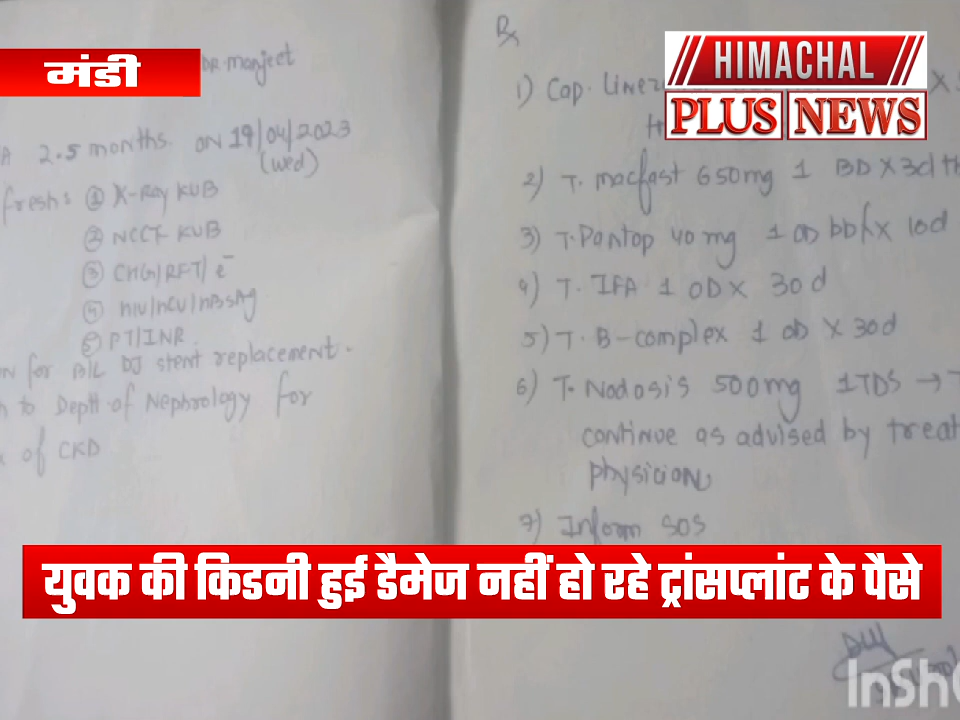 मंडी
HIMACHAL
PLUS NEWS
DR. manjeet
2.5 months. ON 19/04/2023
(wed)
fresh: ① X-Ray KUB
② NCCT KUB
③ CHG/RFT/e⁻
④ HIV/HCV/HBsAg
⑤ PT/INR
for B/L DJ stent replacement.
to Deptt. of Nephrology for
of CKD
Rx
1) Cap.
2) T. macfast 650mg 1 BD X 3d
3) T. Pantop 40 mg 1 OD bbf X 10d
4) T. IFA 1 OD X 30d
5) T. B-complex 1 OD X 30d
6) T. Nodosis 500mg 1 TDS →
continue as advised by treat
physician
7) Inform SOS
युवक की किडनी हुई डैमेज नहीं हो रहे ट्रांसप्लांट के पैसे
InSh